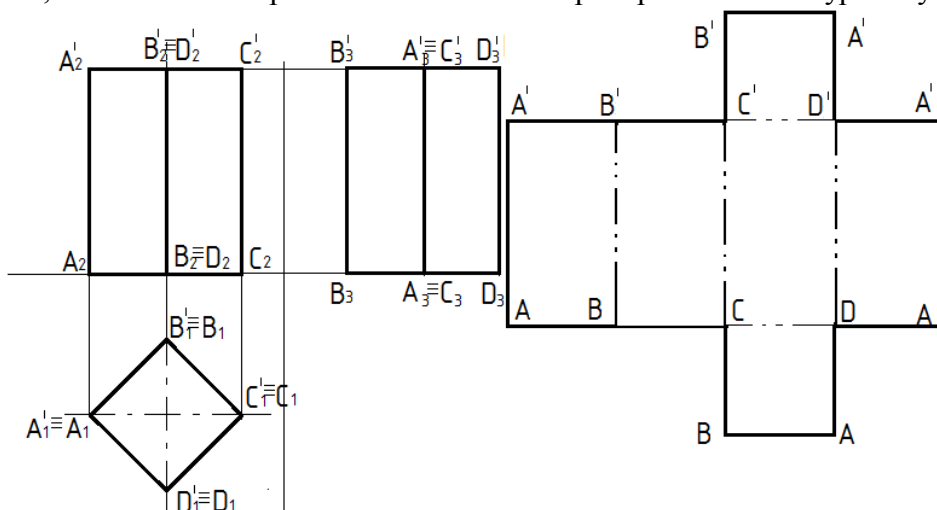 B'₂≡D'₂ A'₃≡C'₃ B' A'
A'₂ C'₂ B'₃ D'₃
A' B' C' D' A'
A₂ B₂≡D₂ C₂
B₃ A₃≡C₃ D₃ A B C D A
B'₁≡B₁
C'₁≡C₁
A'₁≡A₁
B A
D'₁≡D₁